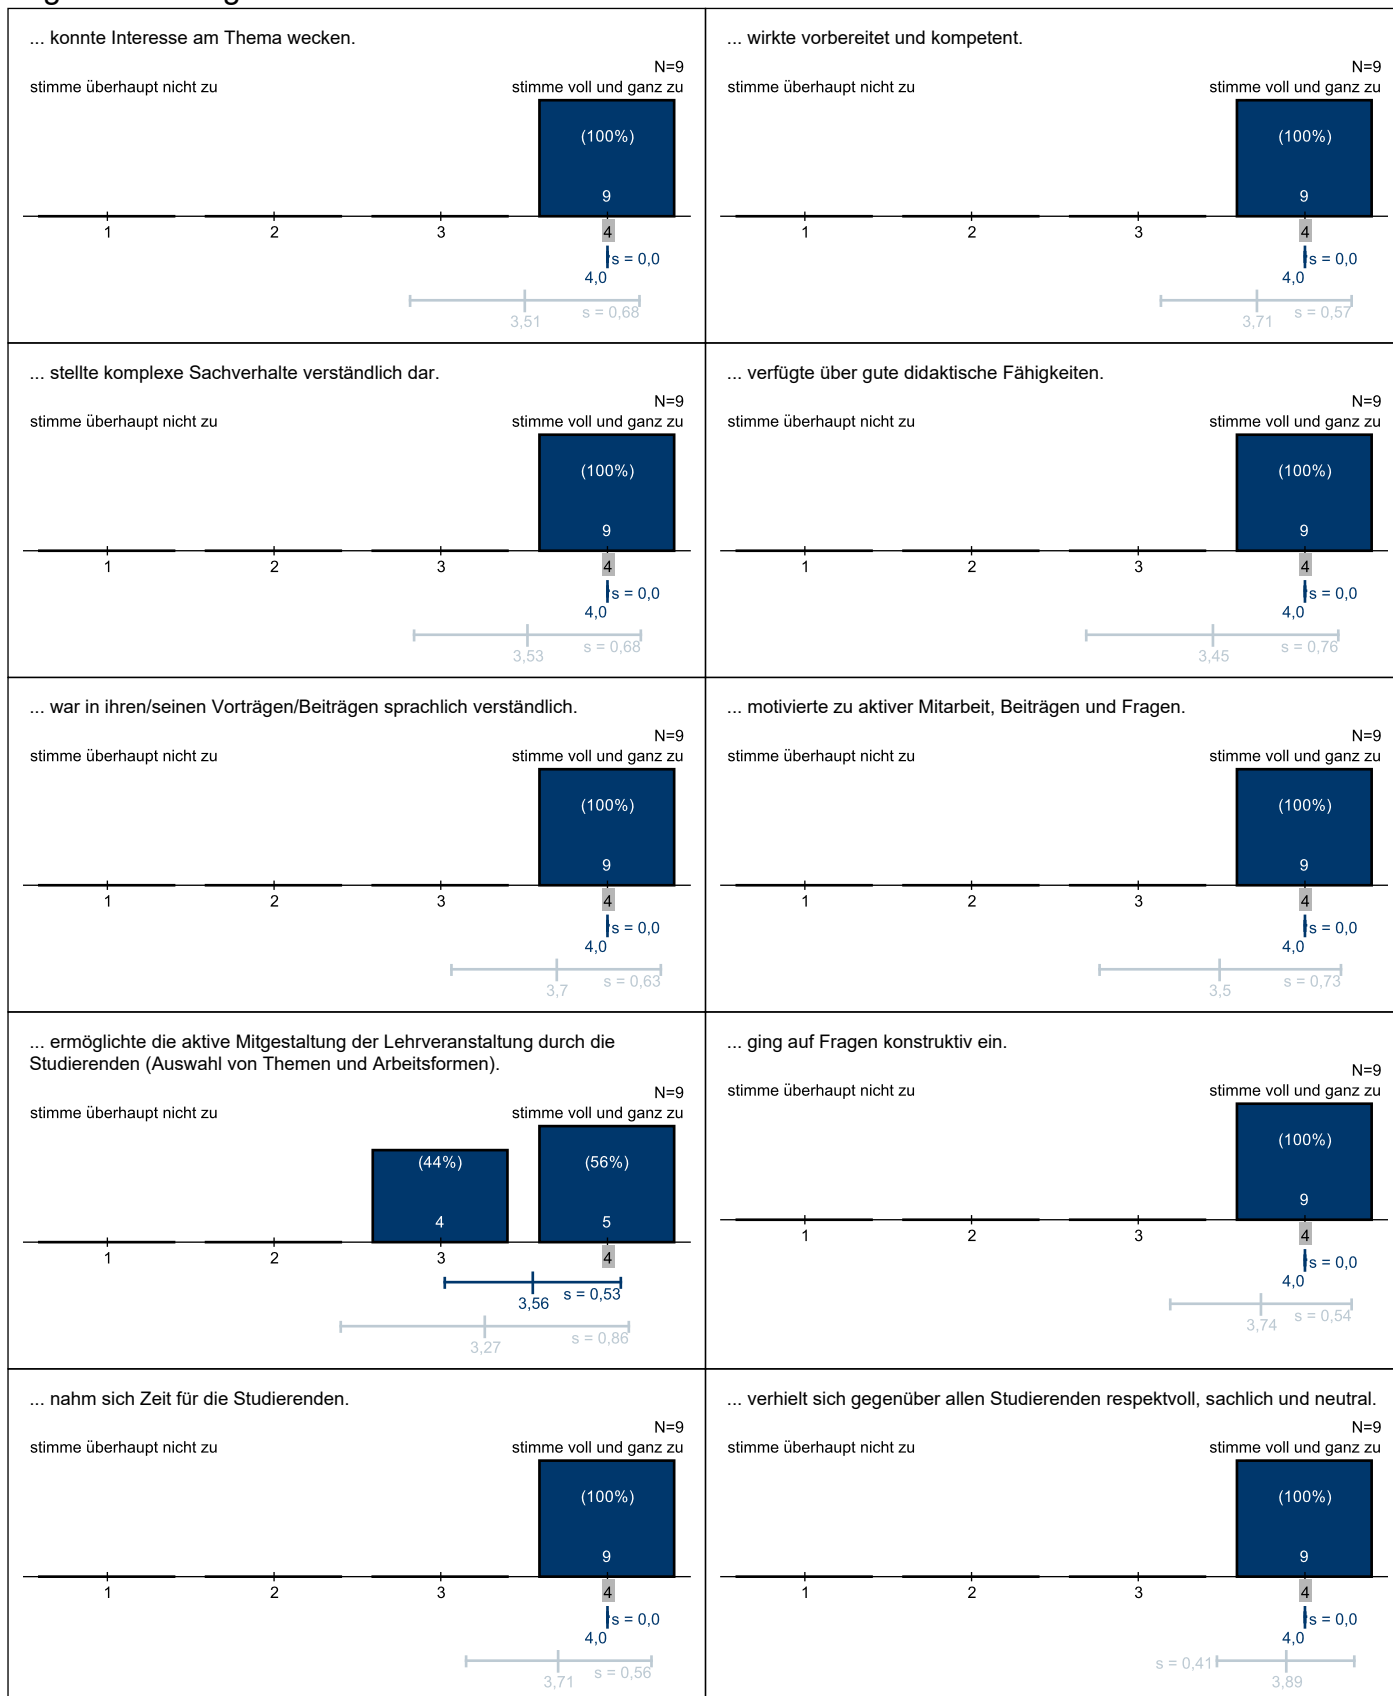 ... konnte Interesse am Thema wecken.
N=9
stimme überhaupt nicht zu
stimme voll und ganz zu
(100%)
9
1
2
3
4
s = 0,0
4,0
s = 0,68
3,51
... wirkte vorbereitet und kompetent.
N=9
stimme überhaupt nicht zu
stimme voll und ganz zu
(100%)
9
1
2
3
4
s = 0,0
4,0
s = 0,57
3,71
... stellte komplexe Sachverhalte verständlich dar.
N=9
stimme überhaupt nicht zu
stimme voll und ganz zu
(100%)
9
1
2
3
4
s = 0,0
4,0
s = 0,68
3,53
... verfügte über gute didaktische Fähigkeiten.
N=9
stimme überhaupt nicht zu
stimme voll und ganz zu
(100%)
9
1
2
3
4
s = 0,0
4,0
s = 0,76
3,45
... war in ihren/seinen Vorträgen/Beiträgen sprachlich verständlich.
N=9
stimme überhaupt nicht zu
stimme voll und ganz zu
(100%)
9
1
2
3
4
s = 0,0
4,0
s = 0,63
3,7
... motivierte zu aktiver Mitarbeit, Beiträgen und Fragen.
N=9
stimme überhaupt nicht zu
stimme voll und ganz zu
(100%)
9
1
2
3
4
s = 0,0
4,0
s = 0,73
3,5
... ermöglichte die aktive Mitgestaltung der Lehrveranstaltung durch die
Studierenden (Auswahl von Themen und Arbeitsformen).
N=9
stimme überhaupt nicht zu
stimme voll und ganz zu
(44%)
(56%)
4
5
1
2
3
4
s = 0,53
3,56
s = 0,86
3,27
... ging auf Fragen konstruktiv ein.
N=9
stimme überhaupt nicht zu
stimme voll und ganz zu
(100%)
9
1
2
3
4
s = 0,0
4,0
s = 0,54
3,74
... nahm sich Zeit für die Studierenden.
N=9
stimme überhaupt nicht zu
stimme voll und ganz zu
(100%)
9
1
2
3
4
s = 0,0
4,0
s = 0,56
3,71
... verhielt sich gegenüber allen Studierenden respektvoll, sachlich und neutral.
N=9
stimme überhaupt nicht zu
stimme voll und ganz zu
(100%)
9
1
2
3
4
s = 0,0
4,0
s = 0,41
3,89